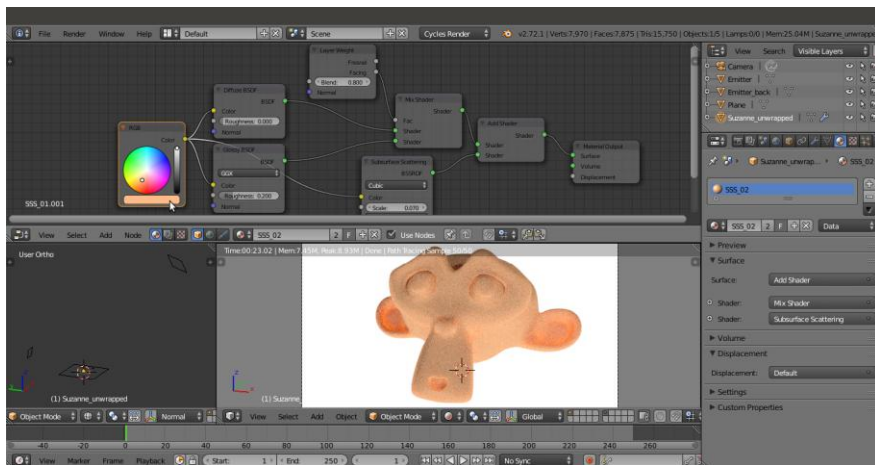 File Render Window Help Default Scene Cycles Render v2.72.1 | Verts:7,970 | Faces:7,875 | Tris:15,750 | Objects:1/5 | Lamps:0/0 | Mem:25.04M | Suzanne_unwrapped
View Search Visible Layers
Camera
Emitter
Emitter_back
Plane
Suzanne_unwrapped
Layer Weight
Fresnel
Facing
Blend: 0.800
Normal
Diffuse BSDF
BSDF
Color
Roughness: 0.000
Normal
Mix Shader
Shader
Fac
Shader
Shader
Add Shader
Shader
Shader
Shader
Material Output
Surface
Volume
Displacement
RGB
Color
Glossy BSDF
BSDF
GGX
Color
Roughness: 0.200
Normal
Subsurface Scattering
BSSRDF
Cubic
Color
Scale: 0.070
SSS_01.001
Suzanne_unwrap... SSS_02
SSS_02
SSS_02 2 F Data
View Select Add Node SSS_02 2 F Use Nodes
Preview
Surface
Surface: Add Shader
Shader: Mix Shader
Shader: Subsurface Scattering
Volume
Displacement
Displacement: Default
Settings
Custom Properties
User Ortho
Time:00:23.02 | Mem:7.45M, Peak:8.93M | Done | Path Tracing Sample 50/50
(1) Suzanne_unwrapped
(1) Suzanne
Object Mode Normal View Select Add Object Object Mode Global
-40 -20 0 20 40 60 80 100 120 140 160 180 200 220 240 260
View Marker Frame Playback Start: 1 End: 250 1 No Sync